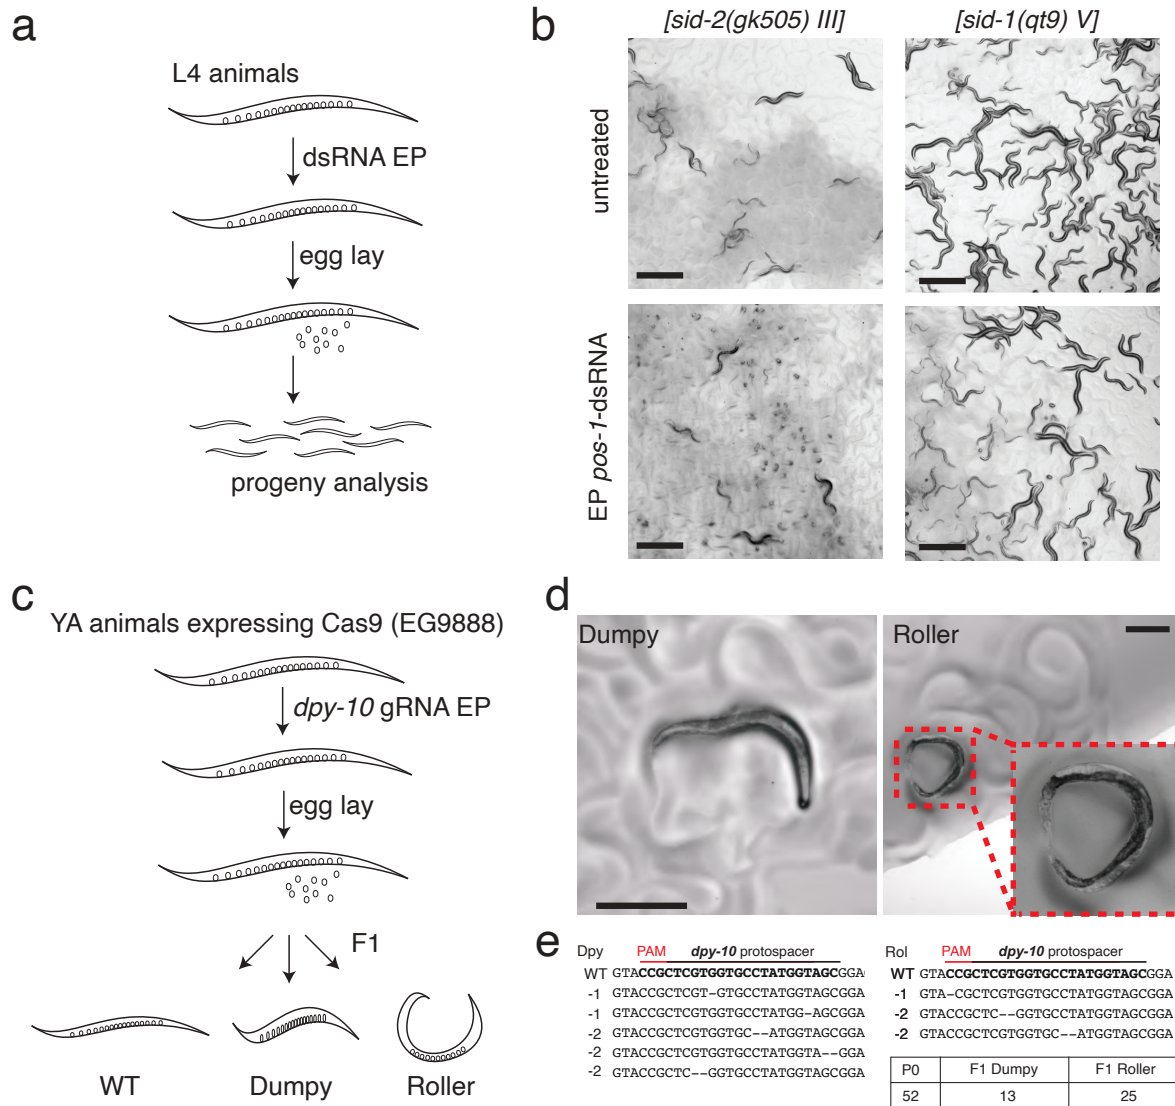 a
L4 animals
dsRNA EP
egg lay
progeny analysis
b
[sid-2(gk505) III]
[sid-1(qt9) V]
untreated
EP pos-1-dsRNA
c
YA animals expressing Cas9 (EG9888)
dpy-10 gRNA EP
egg lay
F1
WT
Dumpy
Roller
d
Dumpy
Roller
e
Dpy PAM dpy-10 protospacer
WT GTACCGCTCGTGGTGCCTATGGTAGCGGA
-1 GTACCGCTCGT-GTGCCTATGGTAGCGGA
-1 GTACCGCTCGTGGTGCCTATGG-AGCGGA
-2 GTACCGCTCGTGGTGC--ATGGTAGCGGA
-2 GTACCGCTCGTGGTGCCTATGGTA--GGA
-2 GTACCGCTC--GGTGCCTATGGTAGCGGA
Rol PAM dpy-10 protospacer
WT GTACCGCTCGTGGTGCCTATGGTAGCGGA
-1 GTA-CGCTCGTGGTGCCTATGGTAGCGGA
-2 GTACCGCTC--GGTGCCTATGGTAGCGGA
-2 GTACCGCTCGTGGTGC--ATGGTAGCGGA
P0 F1 Dumpy F1 Roller
52 13 25